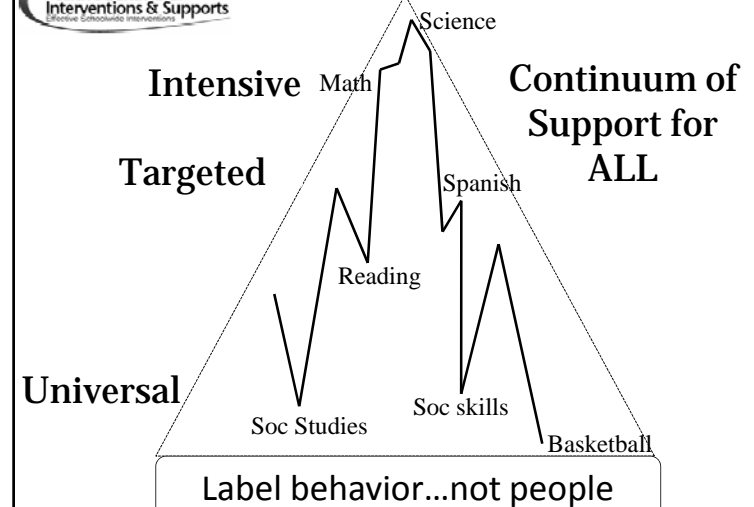 Interventions & Supports
Effective Schoolwide Interventions
Science
Intensive
Math
Continuum of
Support for
ALL
Targeted
Spanish
Reading
Universal
Soc Studies
Soc skills
Basketball
Label behavior…not people